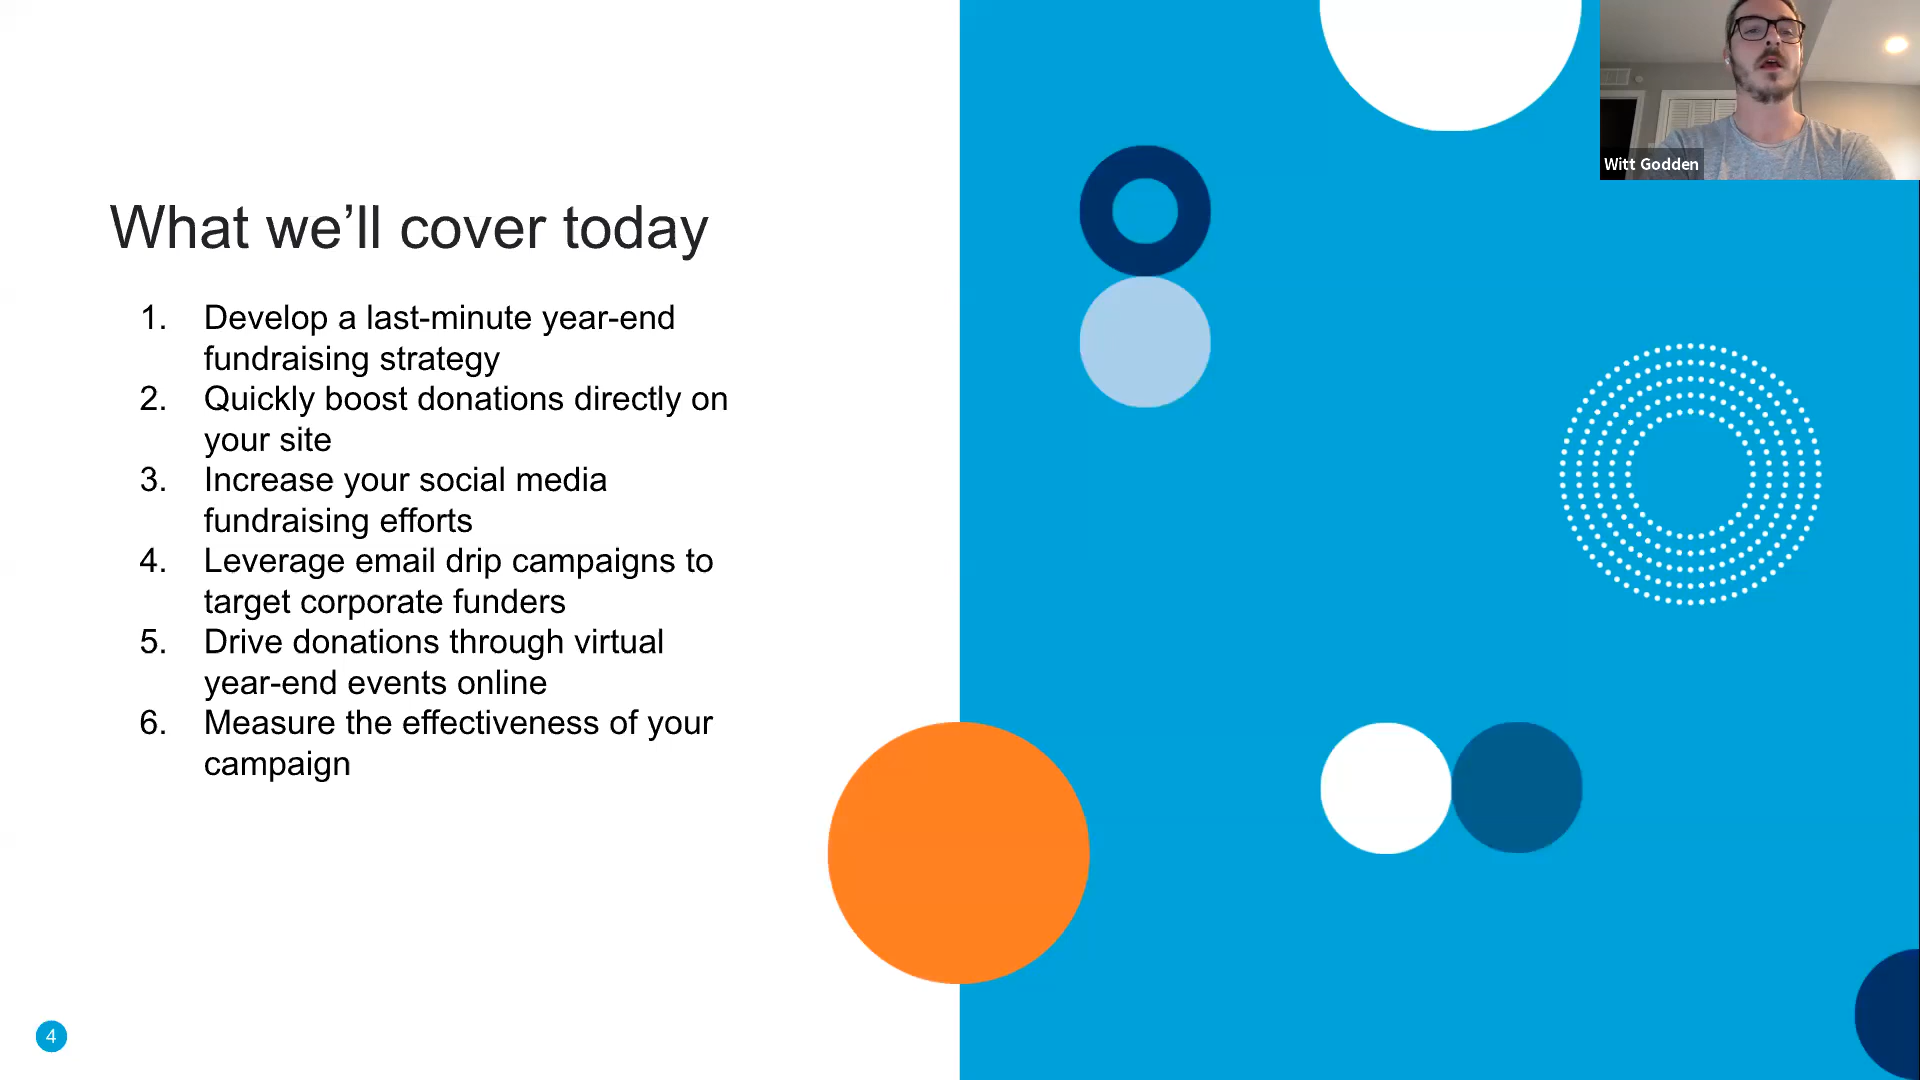 Witt Godden
What we’ll cover today
1. Develop a last-minute year-end
fundraising strategy
2. Quickly boost donations directly on
your site
3. Increase your social media
fundraising efforts
4. Leverage email drip campaigns to
target corporate funders
5. Drive donations through virtual
year-end events online
6. Measure the effectiveness of your
campaign
4